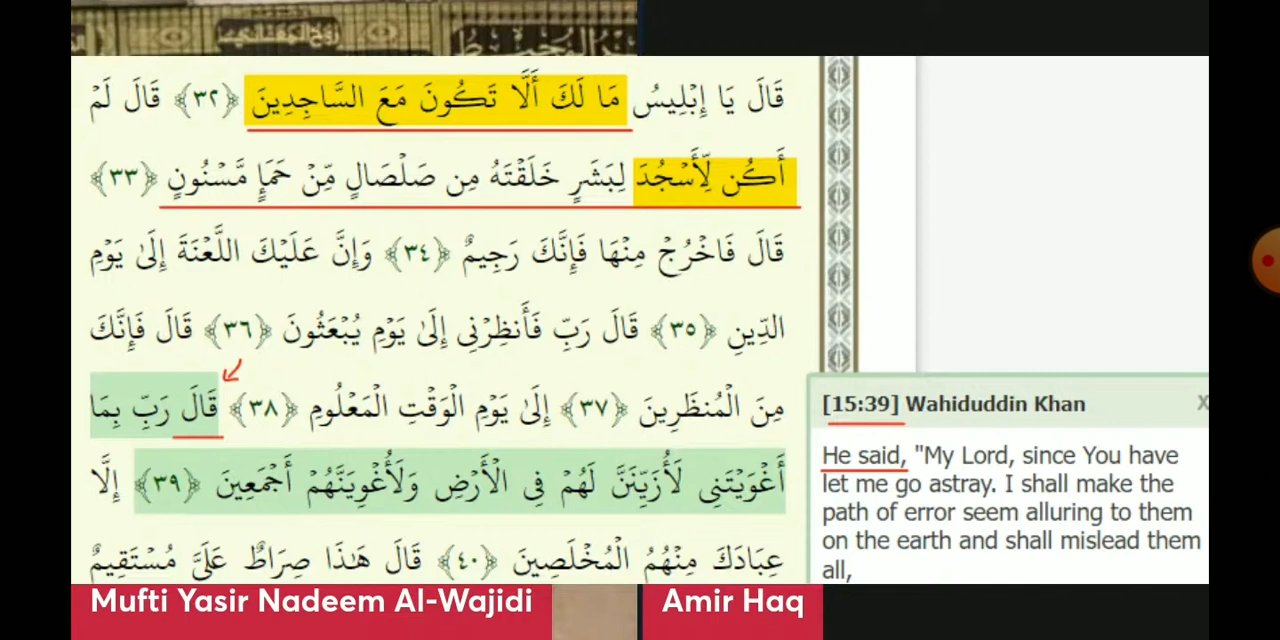 قَالَ يَا إِبْلِيسُ مَا لَكَ أَلَّا تَكُونَ مَعَ السَّاجِدِينَ ﴿٣٢﴾ قَالَ لَمْ
أَكُن لِّأَسْجُدَ لِبَشَرٍ خَلَقْتَهُ مِن صَلْصَالٍ مِّنْ حَمَإٍ مَّسْنُونٍ ﴿٣٣﴾
قَالَ فَاخْرُجْ مِنْهَا فَإِنَّكَ رَجِيمٌ ﴿٣٤﴾ وَإِنَّ عَلَيْكَ اللَّعْنَةَ إِلَىٰ يَوْمِ
الدِّينِ ﴿٣٥﴾ قَالَ رَبِّ فَأَنظِرْنِي إِلَىٰ يَوْمِ يُبْعَثُونَ ﴿٣٦﴾ قَالَ فَإِنَّكَ
مِنَ الْمُنظَرِينَ ﴿٣٧﴾ إِلَىٰ يَوْمِ الْوَقْتِ الْمَعْلُومِ ﴿٣٨﴾ قَالَ رَبِّ بِمَا
أَغْوَيْتَنِي لَأُزَيِّنَنَّ لَهُمْ فِي الْأَرْضِ وَلَأُغْوِيَنَّهُمْ أَجْمَعِينَ ﴿٣٩﴾ إِلَّا
عِبَادَكَ مِنْهُمُ الْمُخْلَصِينَ ﴿٤٠﴾ قَالَ هَٰذَا صِرَاطٌ عَلَيَّ مُسْتَقِيمٌ
[15:39] Wahiduddin Khan X
He said, "My Lord, since You have
let me go astray. I shall make the
path of error seem alluring to them
on the earth and shall mislead them
all,
Mufti Yasir Nadeem Al-Wajidi
Amir Haq